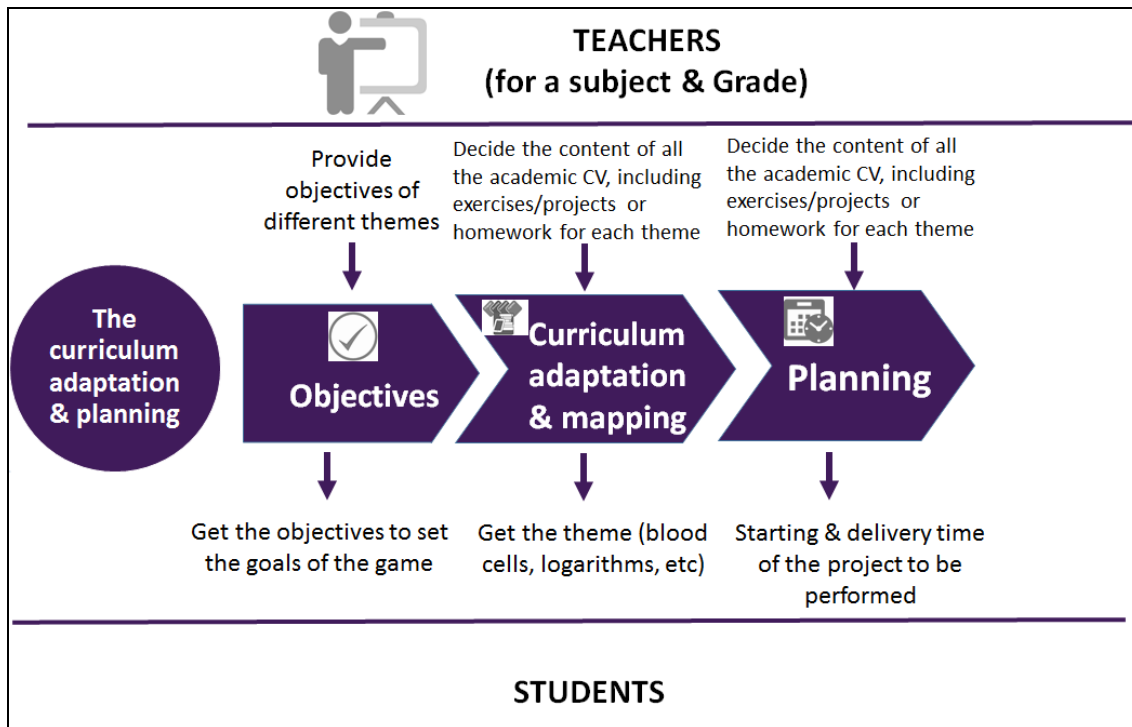 TEACHERS
(for a subject & Grade)
Provide
objectives of
different themes
Decide the content of all
the academic CV, including
exercises/projects or
homework for each theme
Decide the content of all
the academic CV, including
exercises/projects or
homework for each theme
The
curriculum
adaptation
& planning
Objectives
Curriculum
adaptation
& mapping
Planning
Get the objectives to set
the goals of the game
Get the theme (blood
cells, logarithms, etc)
Starting & delivery time
of the project to be
performed
STUDENTS